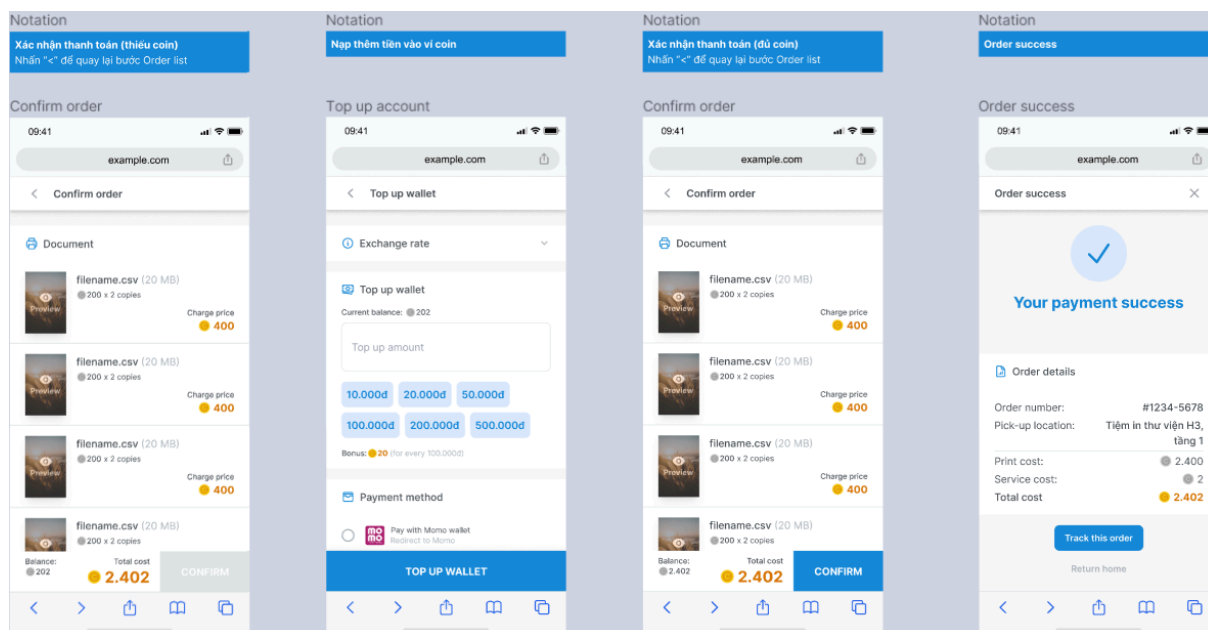 Notation
Xác nhận thanh toán (thiếu coin)
Nhấn "<" để quay lại bước Order list
Confirm order
09:41
example.com
Confirm order
Document
filename.csv (20 MB)
200 x 2 copies
Preview
Charge price
400
filename.csv (20 MB)
200 x 2 copies
Preview
Charge price
400
filename.csv (20 MB)
200 x 2 copies
Preview
Charge price
400
filename.csv (20 MB)
200 x 2 copies
Balance:
202
Total cost
2.402
CONFIRM
Notation
Nạp thêm tiền vào ví coin
Top up account
09:41
example.com
Top up wallet
Exchange rate
Top up wallet
Current balance: 202
Top up amount
10.000đ 20.000đ 50.000đ
100.000đ 200.000đ 500.000đ
Bonus: 20 (for every 100.000đ)
Payment method
momo
Pay with Momo wallet
Redirect to Momo
TOP UP WALLET
Notation
Xác nhận thanh toán (đủ coin)
Nhấn "<" để quay lại bước Order list
Confirm order
09:41
example.com
Confirm order
Document
filename.csv (20 MB)
200 x 2 copies
Preview
Charge price
400
filename.csv (20 MB)
200 x 2 copies
Preview
Charge price
400
filename.csv (20 MB)
200 x 2 copies
Preview
Charge price
400
filename.csv (20 MB)
200 x 2 copies
Balance:
2.402
Total cost
2.402
CONFIRM
Notation
Order success
Order success
09:41
example.com
Order success
Your payment success
Order details
Order number: #1234-5678
Pick-up location: Tiệm in thư viện H3,
tầng 1
Print cost: 2.400
Service cost: 2
Total cost 2.402
Track this order
Return home